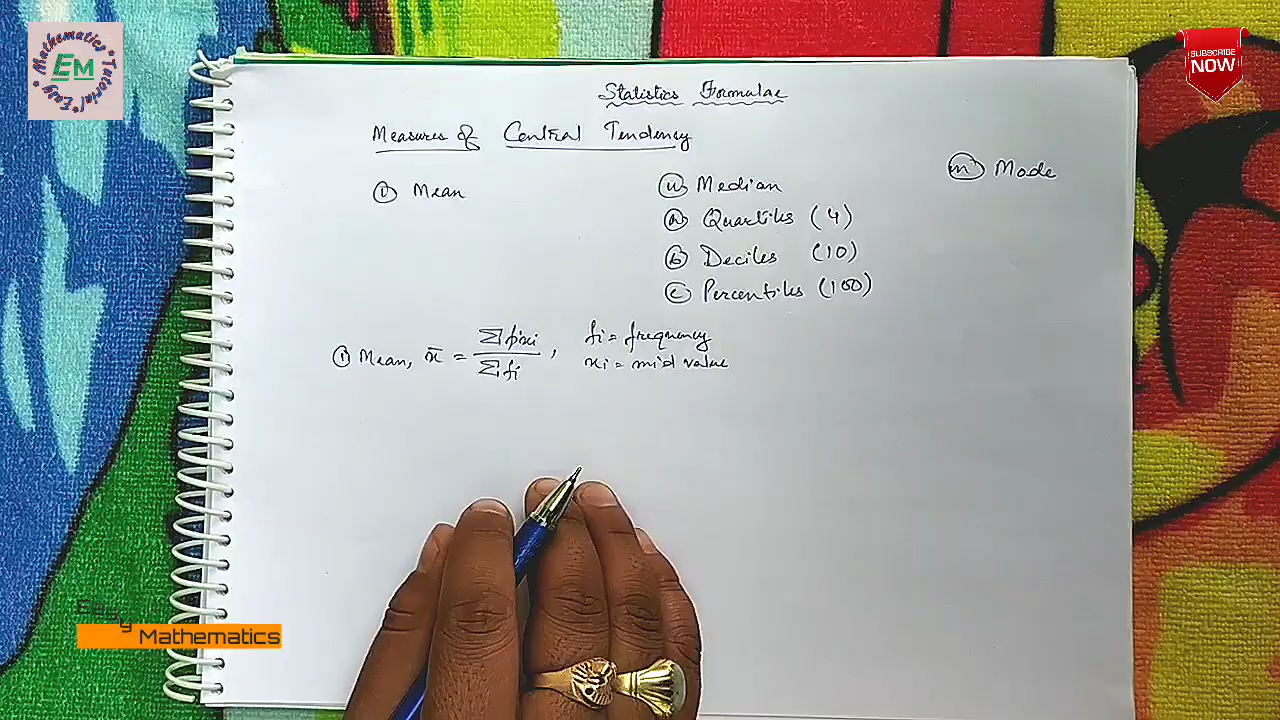 Mathematics * Tutorial * Easy *
EM
SUBSCRIBE
NOW
Statistics Formulae
Measures of Central Tendency
(i) Mean
(ii) Median
(a) Quartiles (4)
(b) Deciles (10)
(c) Percentiles (100)
(iii) Mode
(i) Mean, x̄ = Σfixi / Σfi , fi = frequency
xi = mid value
Easy
Mathematics